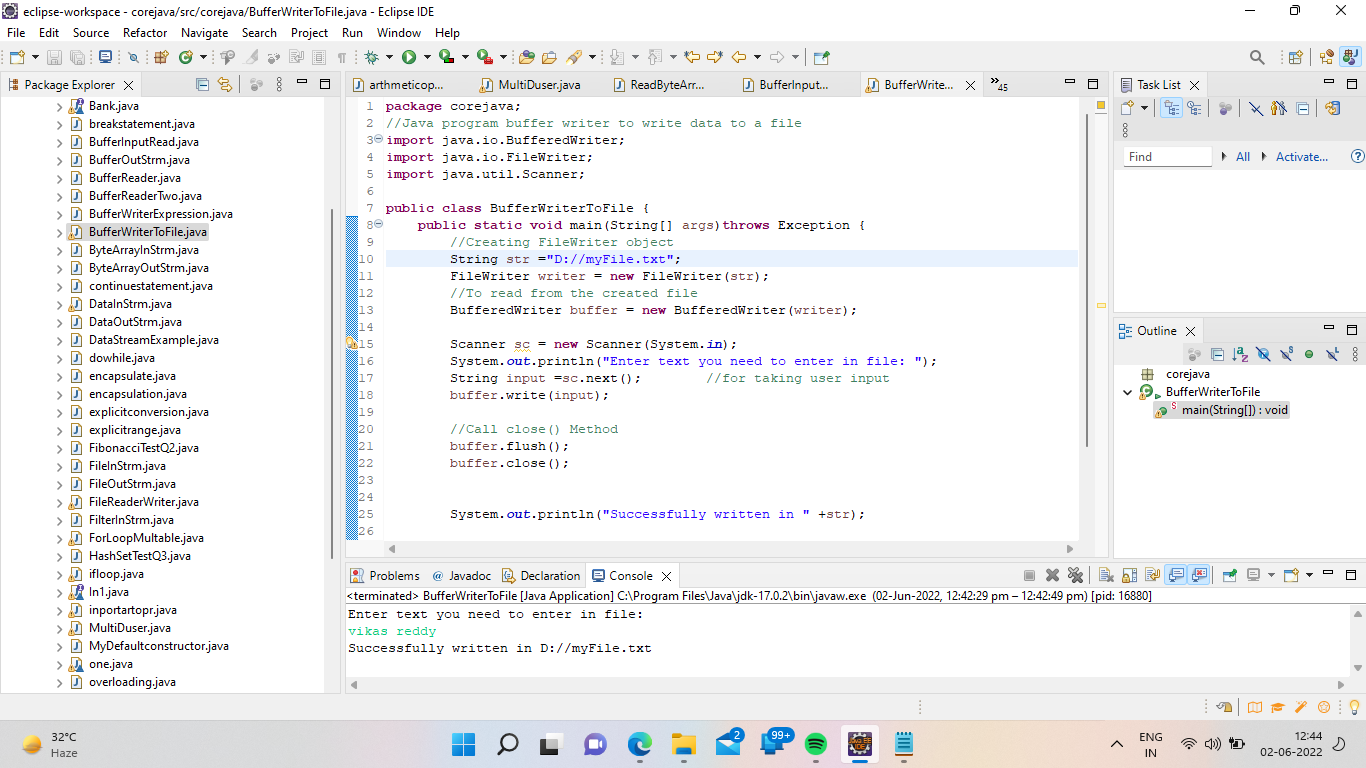 eclipse-workspace - corejava/src/corejava/BufferWriterToFile.java - Eclipse IDE
File Edit Source Refactor Navigate Search Project Run Window Help
Package Explorer
Bank.java
breakstatement.java
BufferInputRead.java
BufferOutStrm.java
BufferReader.java
BufferReaderTwo.java
BufferWriterExpression.java
BufferWriterToFile.java
ByteArrayInStrm.java
ByteArrayOutStrm.java
continuestatement.java
DataInStrm.java
DataOutStrm.java
DataStreamExample.java
dowhile.java
encapsulate.java
encapsulation.java
explicitconversion.java
explicitrange.java
FibonacciTestQ2.java
FileInStrm.java
FileOutStrm.java
FileReaderWriter.java
FilterInStrm.java
ForLoopMultable.java
HashSetTestQ3.java
ifloop.java
In1.java
inportartopr.java
MultiDuser.java
MyDefaultconstructor.java
one.java
overloading.java
arthmeticop... MultiDuser.java ReadByteArr... BufferInput... BufferWrite... 45
1 package corejava;
2 //Java program buffer writer to write data to a file
3 import java.io.BufferedWriter;
4 import java.io.FileWriter;
5 import java.util.Scanner;
6
7 public class BufferWriterToFile {
8 public static void main(String[] args)throws Exception {
9 //Creating FileWriter object
10 String str ="D://myFile.txt";
11 FileWriter writer = new FileWriter(str);
12 //To read from the created file
13 BufferedWriter buffer = new BufferedWriter(writer);
14
15 Scanner sc = new Scanner(System.in);
16 System.out.println("Enter text you need to enter in file: ");
17 String input =sc.next(); //for taking user input
18 buffer.write(input);
19
20 //Call close() Method
21 buffer.flush();
22 buffer.close();
23
24
25 System.out.println("Successfully written in " +str);
26
Task List
Find All Activate...
Outline
corejava
BufferWriterToFile
main(String[]) : void
Problems Javadoc Declaration Console
<terminated> BufferWriterToFile [Java Application] C:\Program Files\Java\jdk-17.0.2\bin\javaw.exe (02-Jun-2022, 12:42:29 pm – 12:42:49 pm) [pid: 16880]
Enter text you need to enter in file:
vikas reddy
Successfully written in D://myFile.txt
32°C
Haze
2
99+
ENG
IN
12:44
02-06-2022